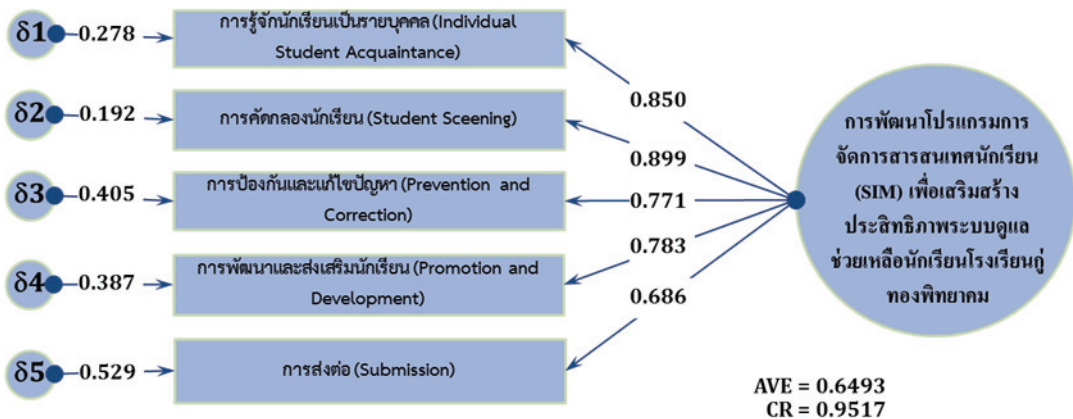 δ1
0.278
การรู้จักนักเรียนเป็นรายบุคคล (Individual
Student Acquaintance)
δ2
0.192
การคัดกลองนักเรียน (Student Sceening)
δ3
0.405
การป้องกันและแก้ไขปัญหา (Prevention and
Correction)
δ4
0.387
การพัฒนาและส่งเสริมนักเรียน (Promotion and
Development)
δ5
0.529
การส่งต่อ (Submission)
0.850
0.899
0.771
0.783
0.686
การพัฒนาโปรแกรมการ
จัดการสารสนเทศนักเรียน
(SIM) เพื่อเสริมสร้าง
ประสิทธิภาพระบบดูแล
ช่วยเหลือนักเรียนโรงเรียนกู่
ทองพิทยาคม
AVE = 0.6493
CR = 0.9517